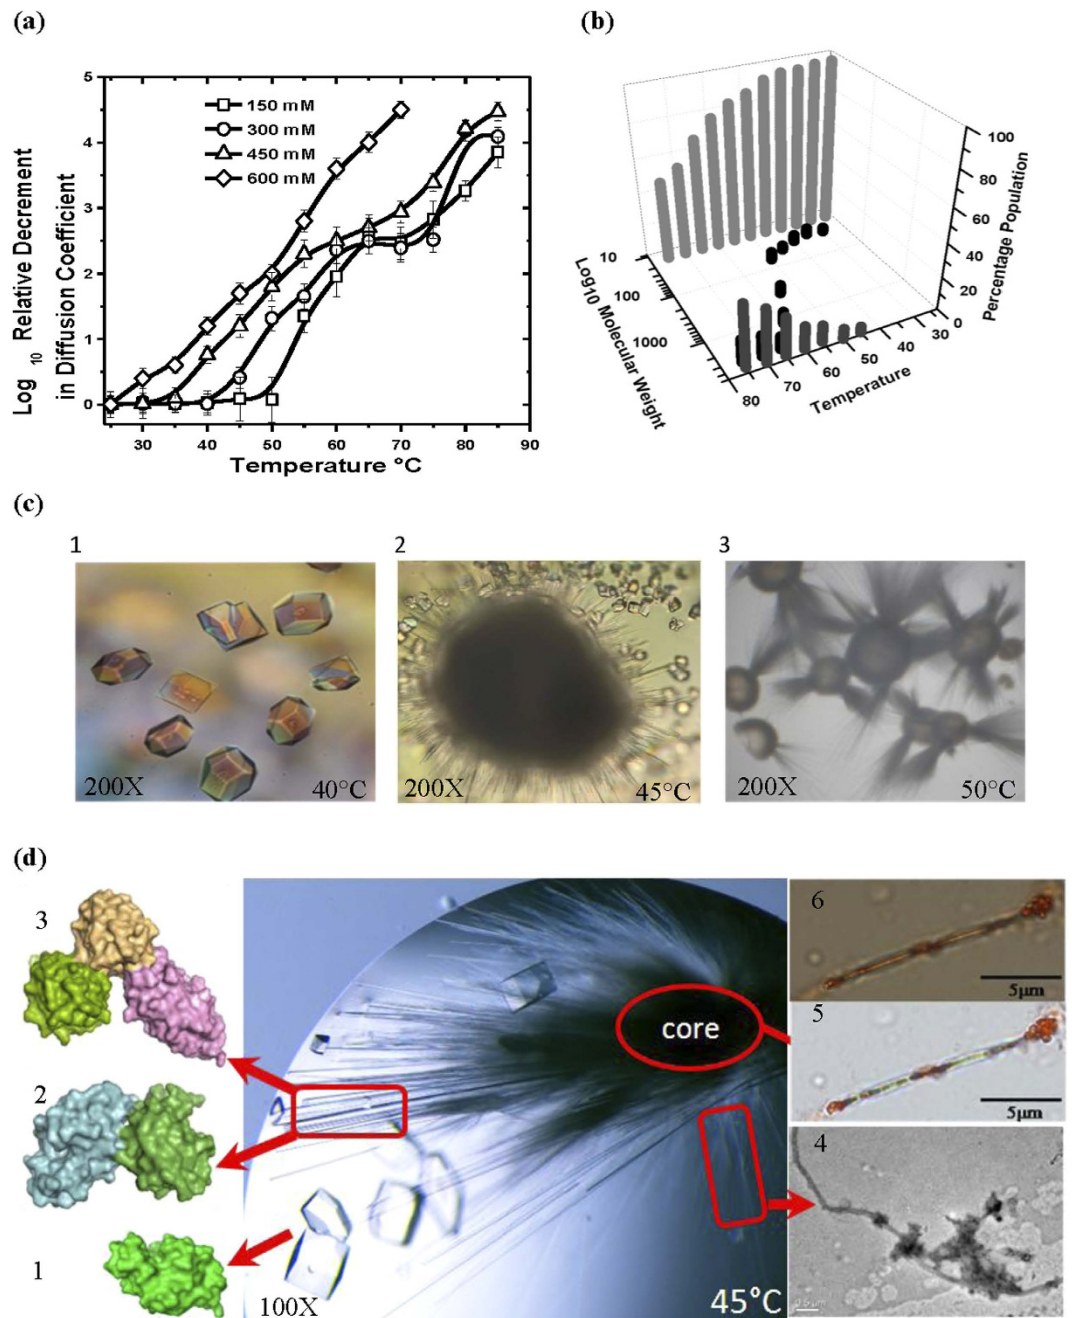 (a)
5
4
3
2
1
0
30
40
50
60
70
80
90
150 mM
300 mM
450 mM
600 mM
Log 10 Relative Decrement
in Diffusion Coefficient
Temperature °C
(b)
10
100
1000
Log10 Molecular Weight
80
70
60
50
40
30
Temperature
0
20
40
60
80
100
Percentage Population
(c)
1
2
3
200X
40°C
200X
45°C
200X
50°C
(d)
3
2
1
core
100X
45°C
6
5µm
5
5µm
4